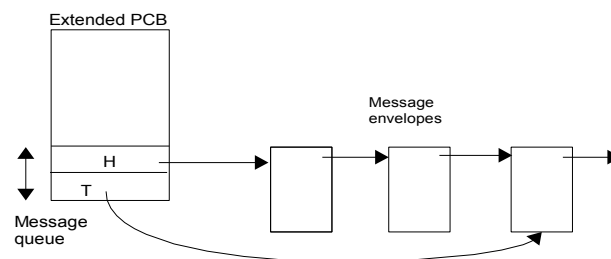 Extended PCB
Message
envelopes
H
T
Message
queue